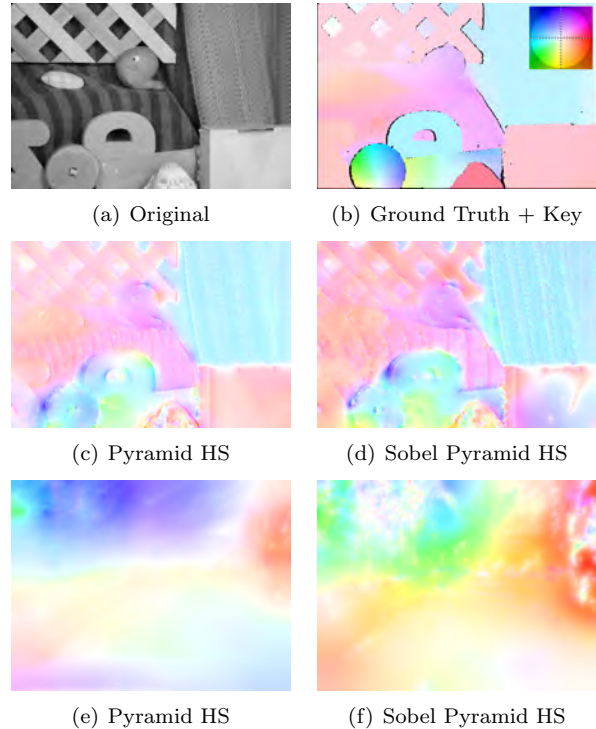 (a) Original
(b) Ground Truth + Key
(c) Pyramid HS
(d) Sobel Pyramid HS
(e) Pyramid HS
(f) Sobel Pyramid HS